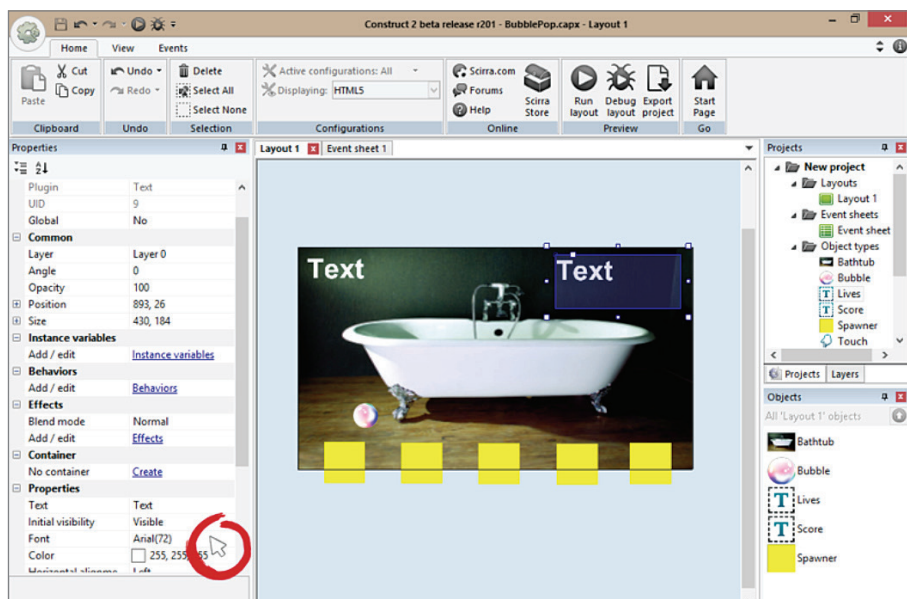 Construct 2 beta release r201 - BubblePop.capx - Layout 1
Home View Events
Paste
Cut
Copy
Clipboard
Undo
Redo
Undo
Delete
Select All
Select None
Selection
Active configurations: All
Displaying: HTML5
Configurations
Scirra.com
Forums
Help
Scirra Store
Online
Run layout
Debug layout
Export project
Preview
Start Page
Go
Properties
Plugin Text
UID 9
Global No
Common
Layer Layer 0
Angle 0
Opacity 100
Position 893, 26
Size 430, 184
Instance variables
Add / edit Instance variables
Behaviors
Add / edit Behaviors
Effects
Blend mode Normal
Add / edit Effects
Container
No container Create
Properties
Text Text
Initial visibility Visible
Font Arial(72)
Color 255, 255,
Left
Layout 1 Event sheet 1
Text Text
Projects
New project
Layouts
Layout 1
Event sheets
Event sheet
Object types
Bathtub
Bubble
Lives
Score
Spawner
Touch
Projects Layers
Objects
All 'Layout 1' objects
Bathtub
Bubble
Lives
Score
Spawner